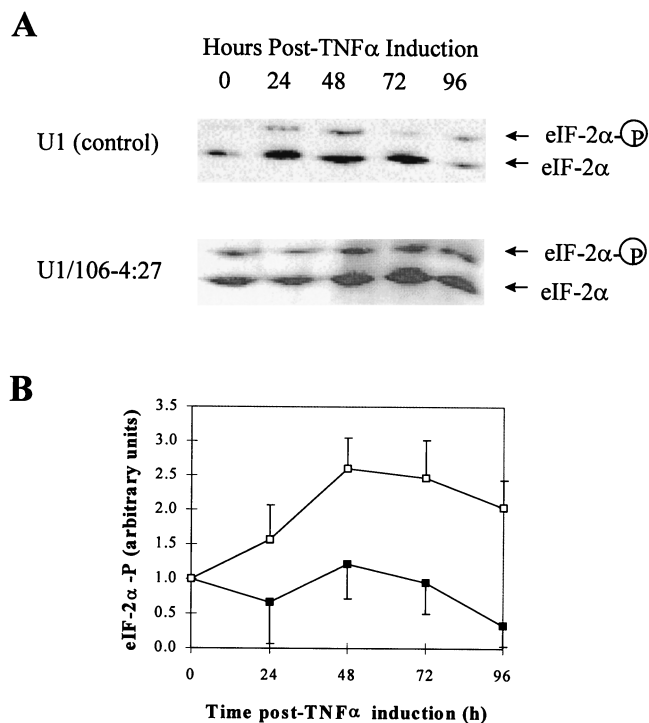 A
Hours Post-TNFα Induction
0 24 48 72 96
U1 (control)
eIF-2α-P
eIF-2α
U1/106-4:27
eIF-2α-P
eIF-2α
B
eIF-2α -P (arbitrary units)
3.5
3.0
2.5
2.0
1.5
1.0
0.5
0.0
0 24 48 72 96
Time post-TNFα induction (h)